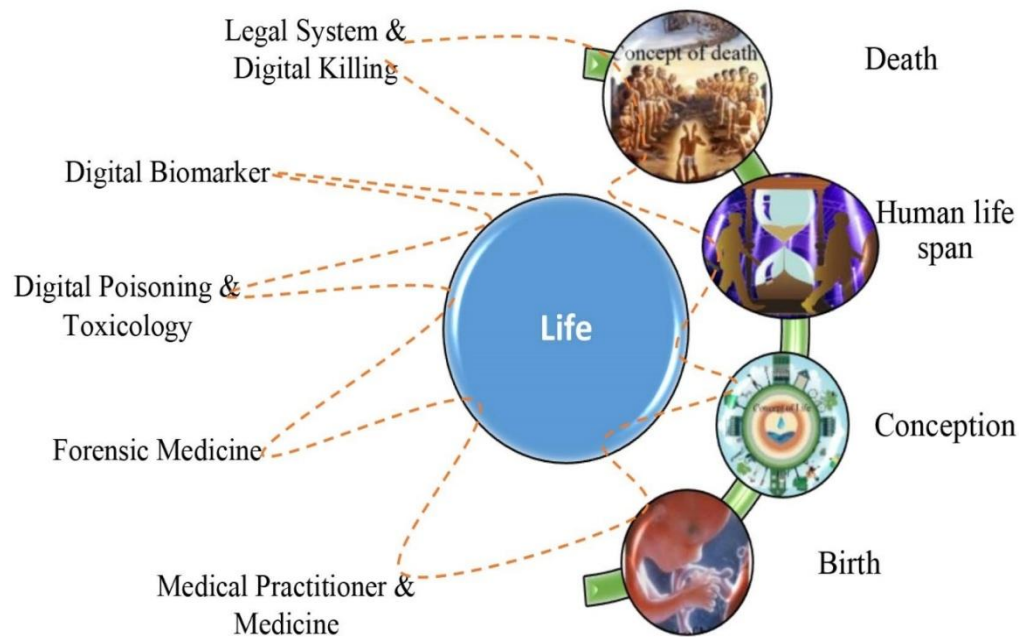 Legal System &
Digital Killing
Concept of death
Death
Digital Biomarker
Human life
span
Digital Poisoning &
Toxicology
Life
Concept of Life
Conception
Forensic Medicine
Birth
Medical Practitioner &
Medicine